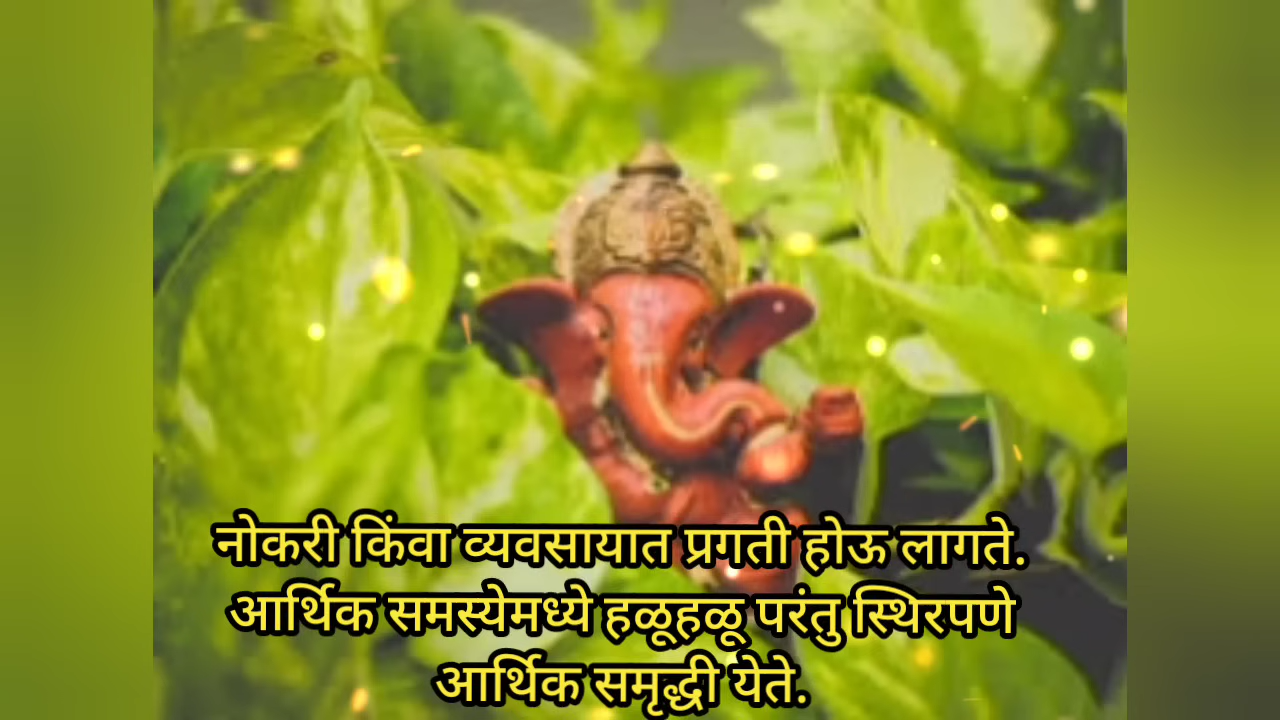 नोकरी किंवा व्यवसायात प्रगती होऊ लागते.
आर्थिक समस्येमध्ये हळूहळू परंतु स्थिरपणे
आर्थिक समृद्धी येते.